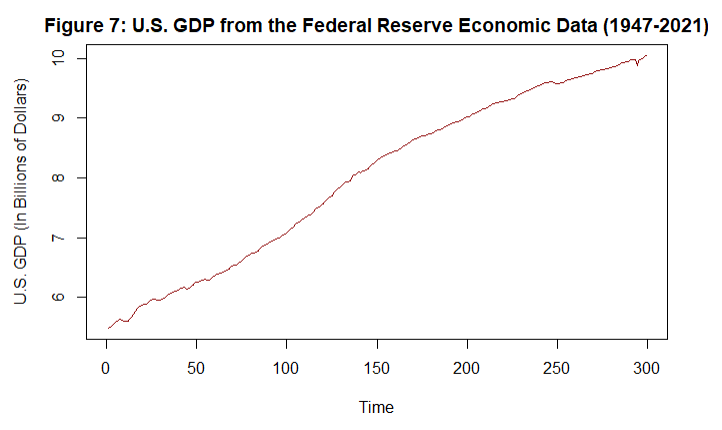 Figure 7: U.S. GDP from the Federal Reserve Economic Data (1947-2021)
U.S. GDP (In Billions of Dollars)
10
9
8
7
6
0 50 100 150 200 250 300
Time